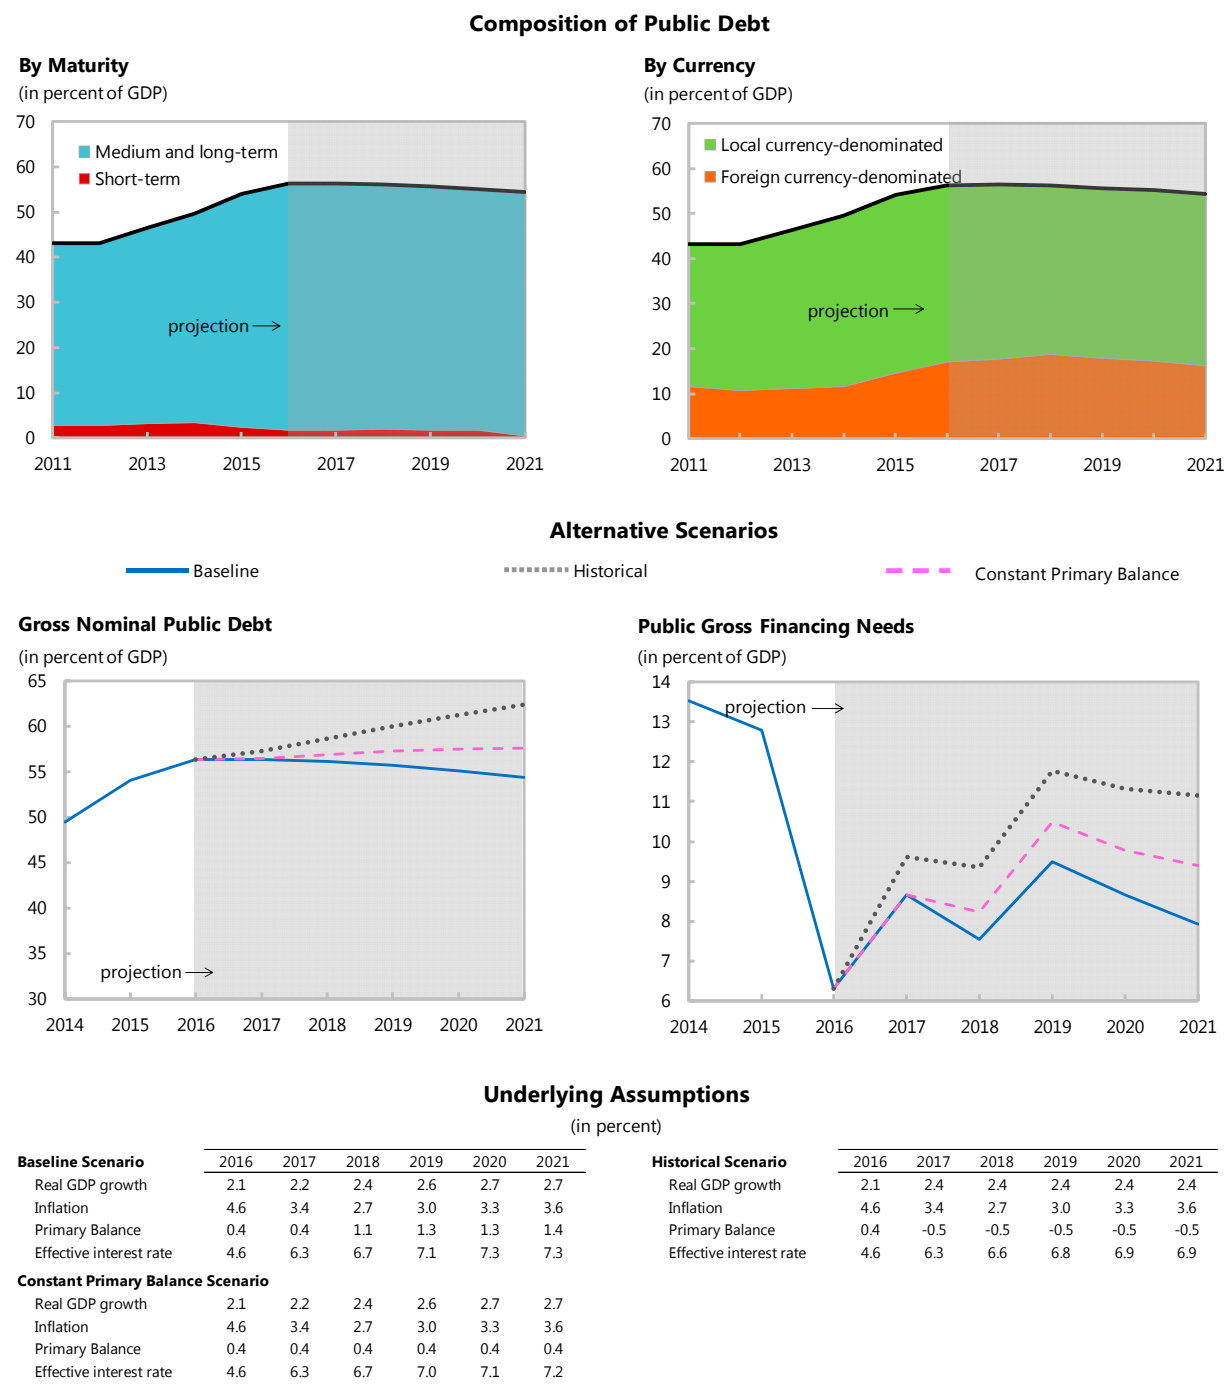 Composition of Public Debt
By Maturity
(in percent of GDP)
70
60
50
40
30
20
10
0
Medium and long-term
Short-term
projection
2011 2013 2015 2017 2019 2021
By Currency
(in percent of GDP)
70
60
50
40
30
20
10
0
Local currency-denominated
Foreign currency-denominated
projection
2011 2013 2015 2017 2019 2021
Alternative Scenarios
Baseline Historical Constant Primary Balance
Gross Nominal Public Debt
(in percent of GDP)
65
60
55
50
45
40
35
30
projection
2014 2015 2016 2017 2018 2019 2020 2021
Public Gross Financing Needs
(in percent of GDP)
14
13
12
11
10
9
8
7
6
projection
2014 2015 2016 2017 2018 2019 2020 2021
Underlying Assumptions
(in percent)
Baseline Scenario 2016 2017 2018 2019 2020 2021
Real GDP growth 2.1 2.2 2.4 2.6 2.7 2.7
Inflation 4.6 3.4 2.7 3.0 3.3 3.6
Primary Balance 0.4 0.4 1.1 1.3 1.3 1.4
Effective interest rate 4.6 6.3 6.7 7.1 7.3 7.3
Constant Primary Balance Scenario
Real GDP growth 2.1 2.2 2.4 2.6 2.7 2.7
Inflation 4.6 3.4 2.7 3.0 3.3 3.6
Primary Balance 0.4 0.4 0.4 0.4 0.4 0.4
Effective interest rate 4.6 6.3 6.7 7.0 7.1 7.2
Historical Scenario 2016 2017 2018 2019 2020 2021
Real GDP growth 2.1 2.4 2.4 2.4 2.4 2.4
Inflation 4.6 3.4 2.7 3.0 3.3 3.6
Primary Balance 0.4 -0.5 -0.5 -0.5 -0.5 -0.5
Effective interest rate 4.6 6.3 6.6 6.8 6.9 6.9